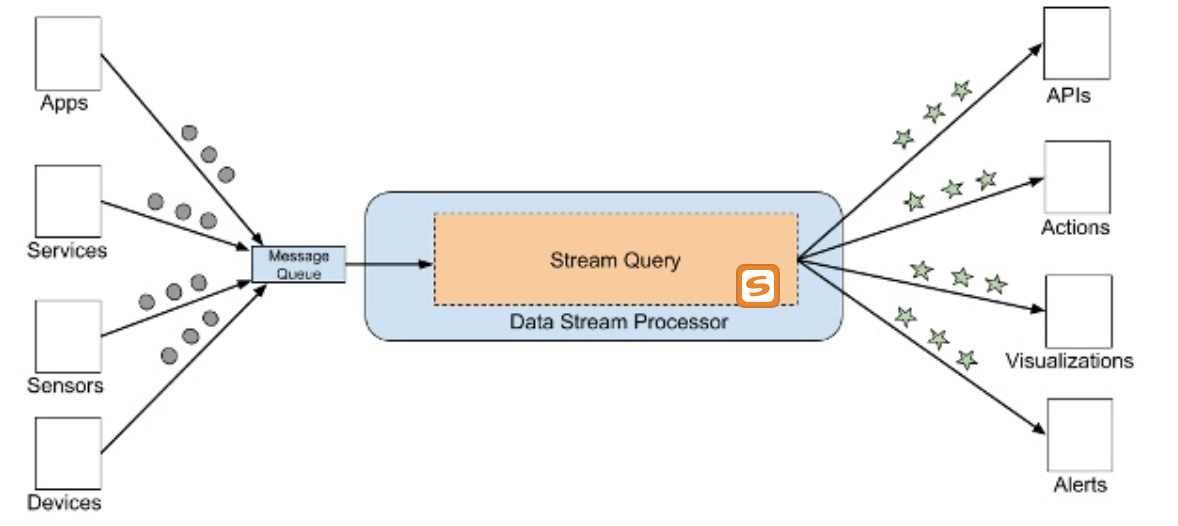 Apps
Services
Sensors
Devices
Message
Queue
Stream Query
S
Data Stream Processor
APIs
Actions
Visualizations
Alerts